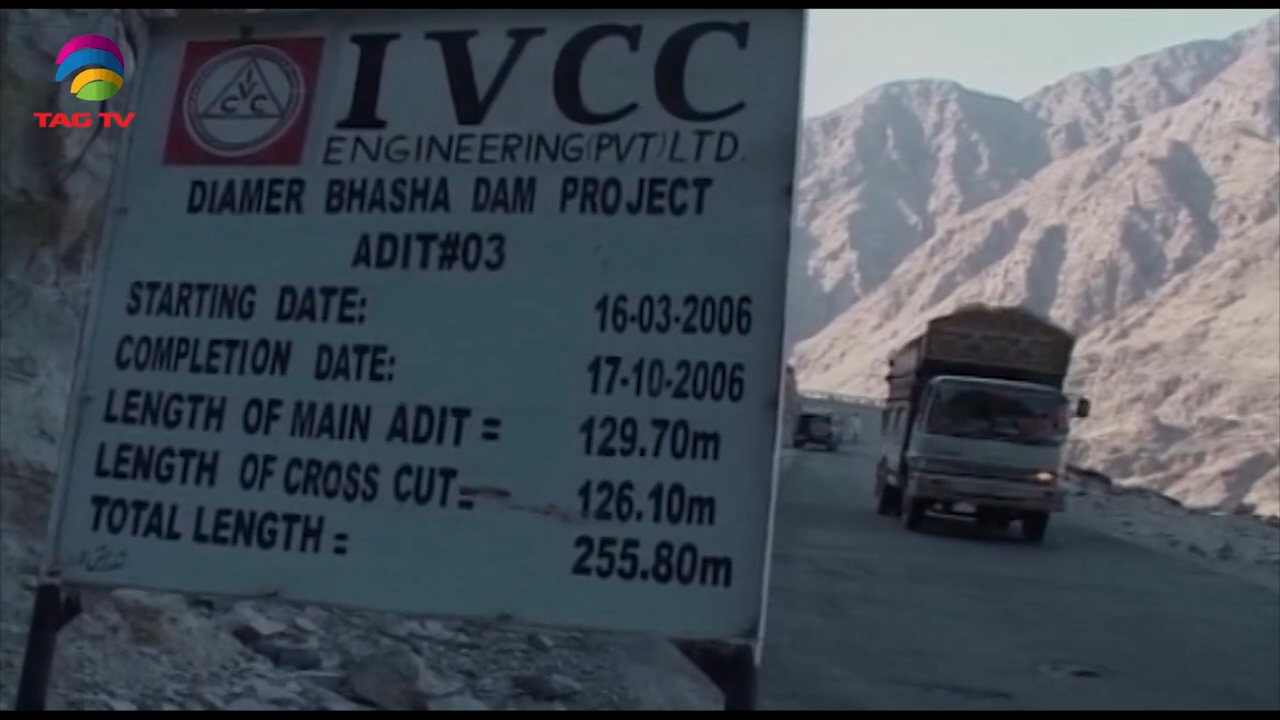 TAG TV
IVCC
IVCC
ENGINEERING(PVT)LTD.
DIAMER BHASHA DAM PROJECT
ADIT#03
STARTING DATE: 16-03-2006
COMPLETION DATE: 17-10-2006
LENGTH OF MAIN ADIT = 129.70m
LENGTH OF CROSS CUT= 126.10m
TOTAL LENGTH = 255.80m